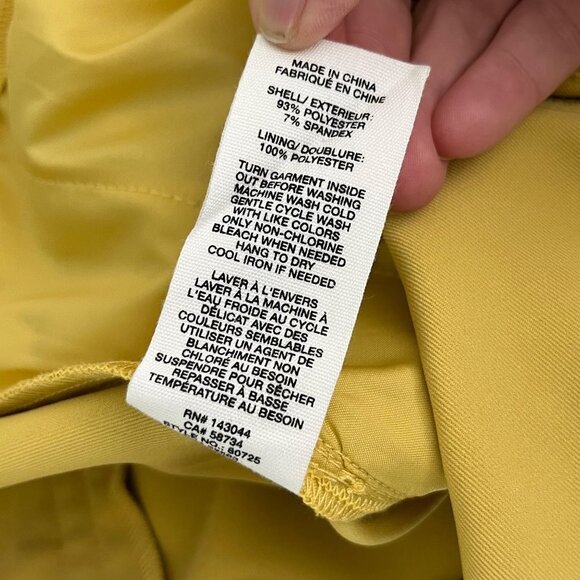 MADE IN CHINA
FABRIQUÉ EN CHINE
SHELL/ EXTERIEUR:
93% POLYESTER
7% SPANDEX
LINING/DOUBLURE:
100% POLYESTER
TURN GARMENT INSIDE
OUT BEFORE WASHING
MACHINE WASH COLD
GENTLE CYCLE WASH
WITH LIKE COLORS
ONLY NON-CHLORINE
BLEACH WHEN NEEDED
HANG TO DRY
COOL IRON IF NEEDED
LAVER À L'ENVERS
LAVER À LA MACHINE À
L'EAU FROIDE AU CYCLE
DÉLICAT AVEC DES
COULEURS SEMBLABLES
UTILISER UN AGENT DE
BLANCHIMENT NON
CHLORÉ AU BESOIN
SUSPENDRE POUR SÉCHER
REPASSER À BASSE
TEMPÉRATURE AU BESOIN
RN# 143044
CA# 58734
STYLE NO.: 80725